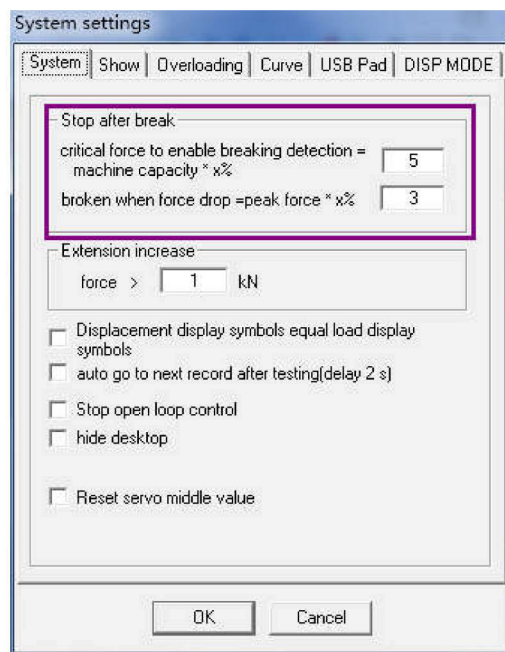 System settings
System Show Overloading Curve USB Pad DISP MODE
Stop after break
critical force to enable breaking detection =
machine capacity * x%
5
broken when force drop =peak force * x%
3
Extension increase
force > 1 kN
Displacement display symbols equal load display
symbols
auto go to next record after testing(delay 2 s)
Stop open loop control
hide desktop
Reset servo middle value
OK Cancel